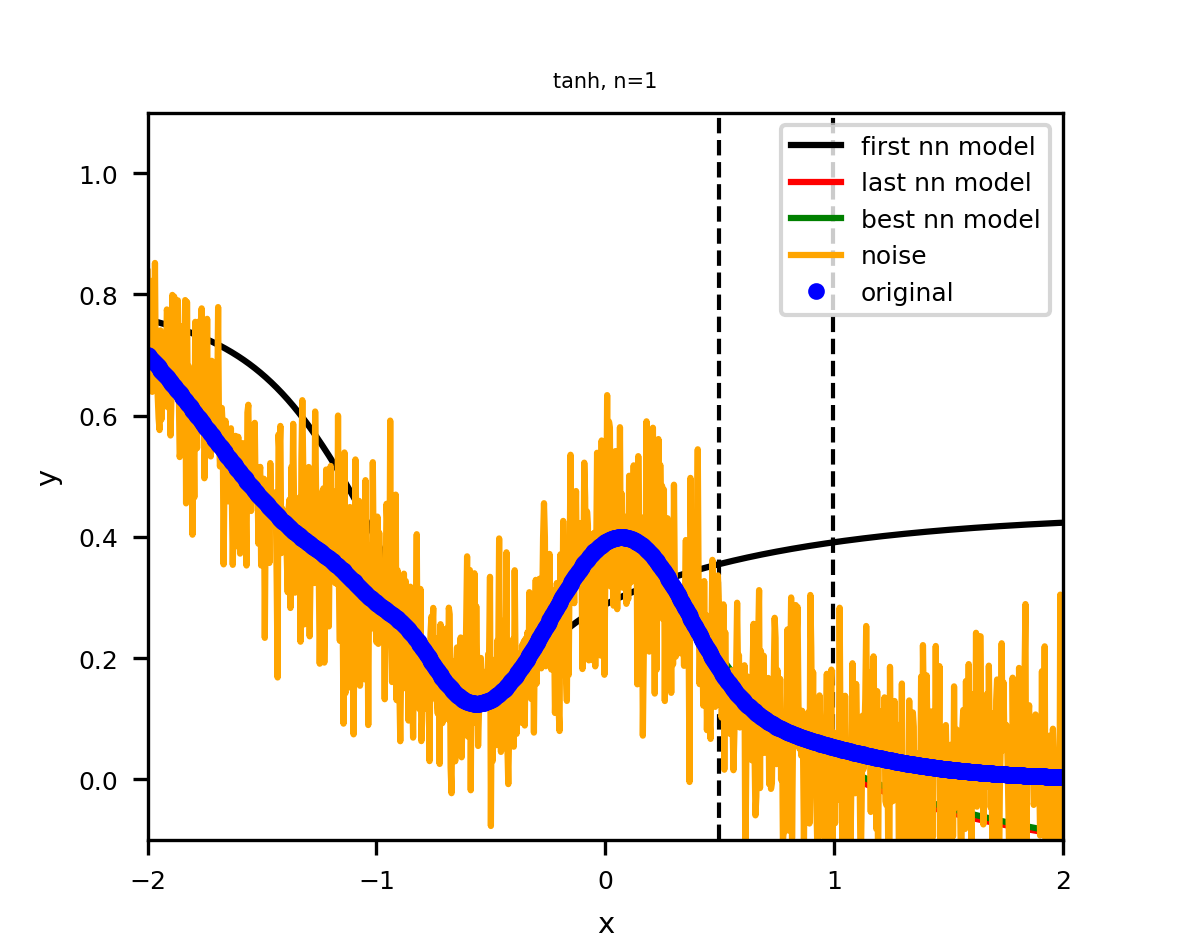 tanh, n=1
first nn model
last nn model
best nn model
noise
original
1.0
0.8
0.6
0.4
0.2
0.0
y
−2
−1
0
1
2
x